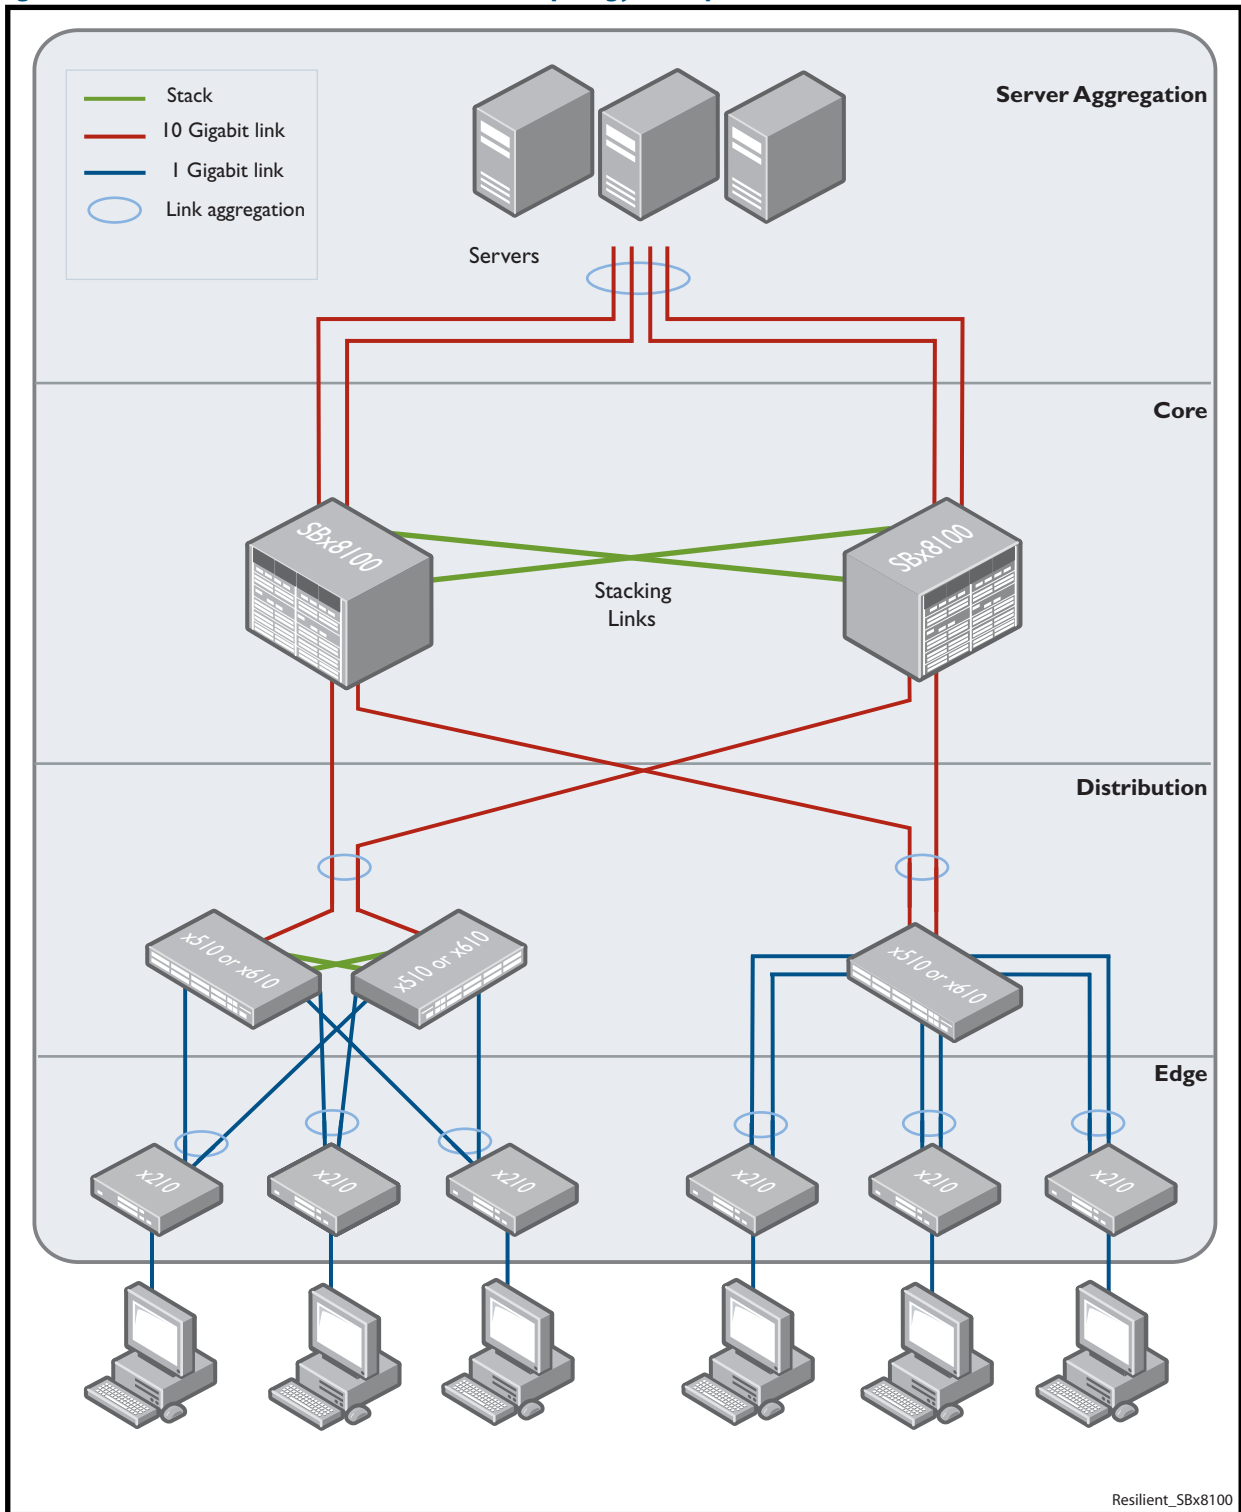 Stack
10 Gigabit link
1 Gigabit link
Link aggregation
Server Aggregation
Servers
Core
SBx8100
SBx8100
Stacking
Links
Distribution
x510 or x610
x510 or x610
x510 or x610
Edge
x210
x210
x210
x210
x210
x210
Resilient_SBx8100